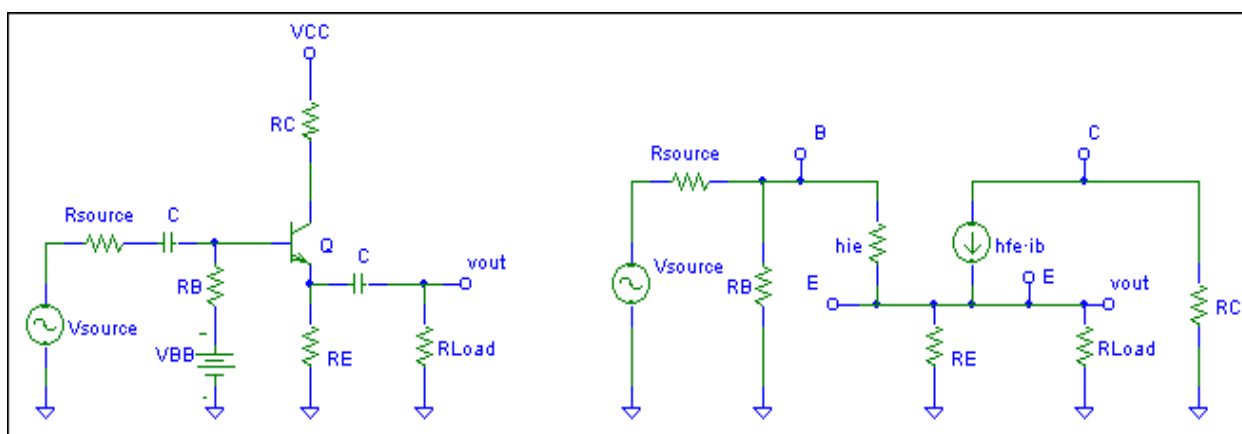 VCC
RC
Rsource
C
Q
C
vout
RB
Vsource
VBB
RE
RLoad
B
C
Rsource
hie
hfe·ib
Vsource
RB
E
E
vout
RC
RE
RLoad